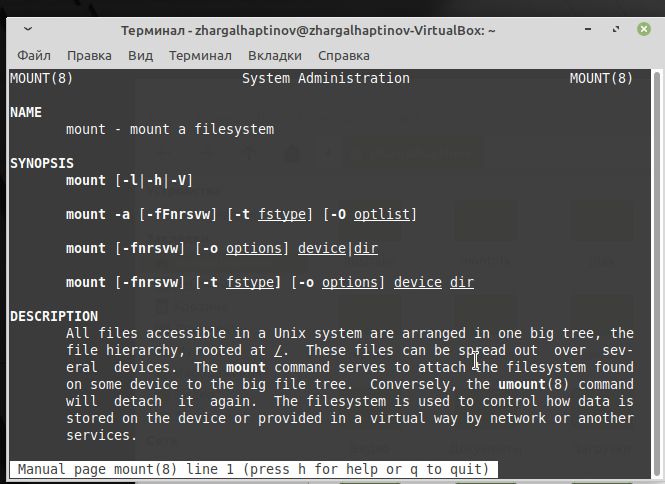 Терминал - zhargalhaptinov@zhargalhaptinov-VirtualBox: ~
Файл Правка Вид Терминал Вкладки Справка
MOUNT(8) System Administration MOUNT(8)
NAME
mount - mount a filesystem
SYNOPSIS
mount [-l|-h|-V]
mount -a [-fFnrsvw] [-t fstype] [-O optlist]
mount [-fnrsvw] [-o options] device|dir
mount [-fnrsvw] [-t fstype] [-o options] device dir
DESCRIPTION
All files accessible in a Unix system are arranged in one big tree, the
file hierarchy, rooted at /. These files can be spread out over sev-
eral devices. The mount command serves to attach the filesystem found
on some device to the big file tree. Conversely, the umount(8) command
will detach it again. The filesystem is used to control how data is
stored on the device or provided in a virtual way by network or another
services.
Manual page mount(8) line 1 (press h for help or q to quit)